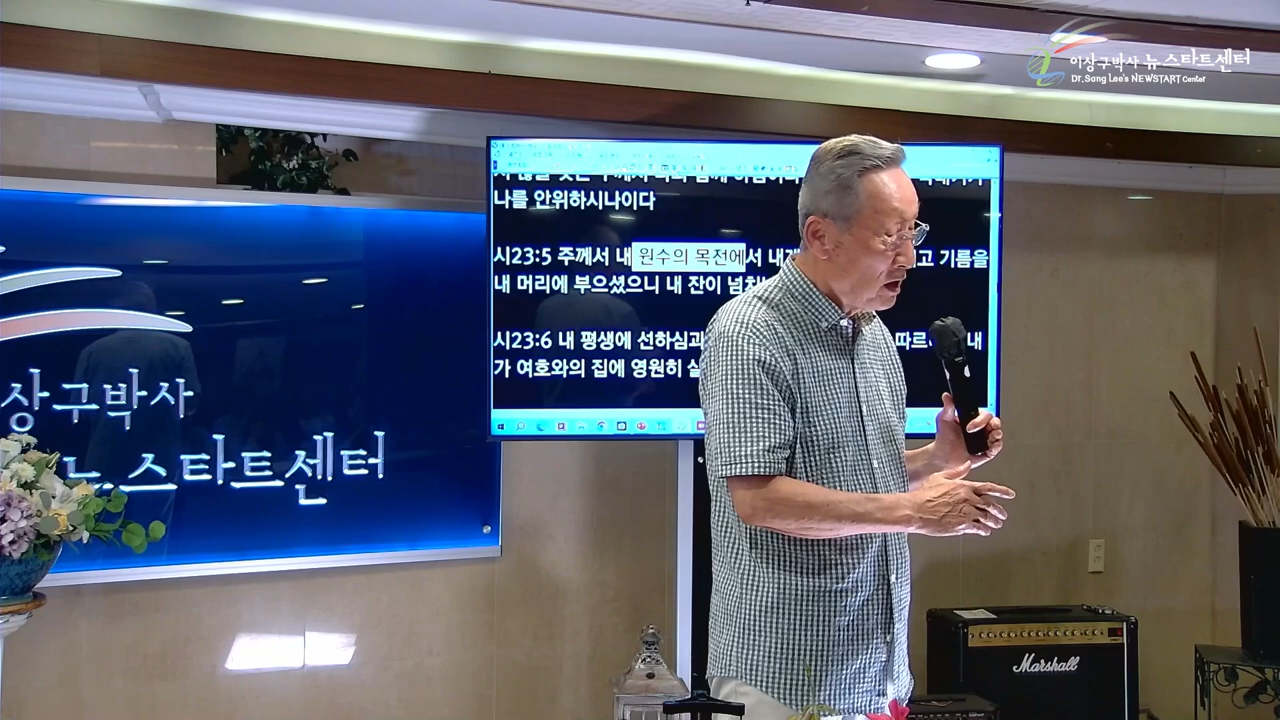 이상구박사 뉴스타트센터
Dr. Sang Lee's NEWSTART Center
나를 안위하시나이다
시23:5 주께서 내 원수의 목전에서 내 고 기름을
내 머리에 부으셨으니 내 잔이
시23:6 내 평생에 선하심과 내
가 여호와의 집에 영원히
상구박사
뉴스타트센터
Marshall